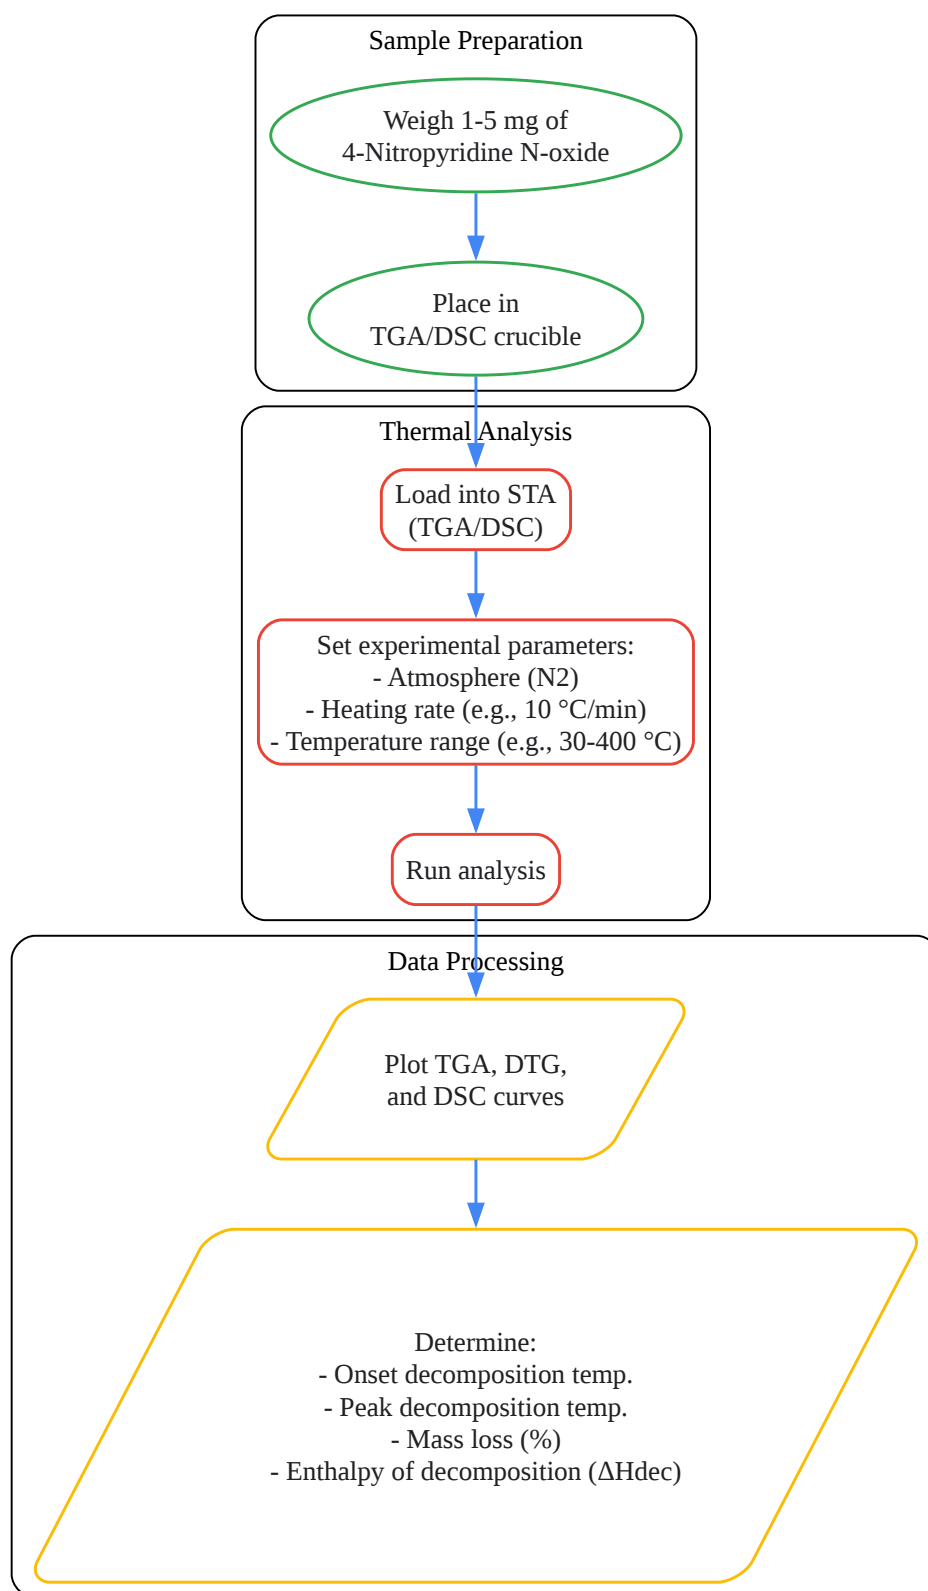 Sample Preparation
Weigh 1-5 mg of
4-Nitropyridine N-oxide
Place in
TGA/DSC crucible
Thermal Analysis
Load into STA
(TGA/DSC)
Set experimental parameters:
- Atmosphere (N2)
- Heating rate (e.g., 10 °C/min)
- Temperature range (e.g., 30-400 °C)
Run analysis
Data Processing
Plot TGA, DTG,
and DSC curves
Determine:
- Onset decomposition temp.
- Peak decomposition temp.
- Mass loss (%)
- Enthalpy of decomposition (ΔHdec)